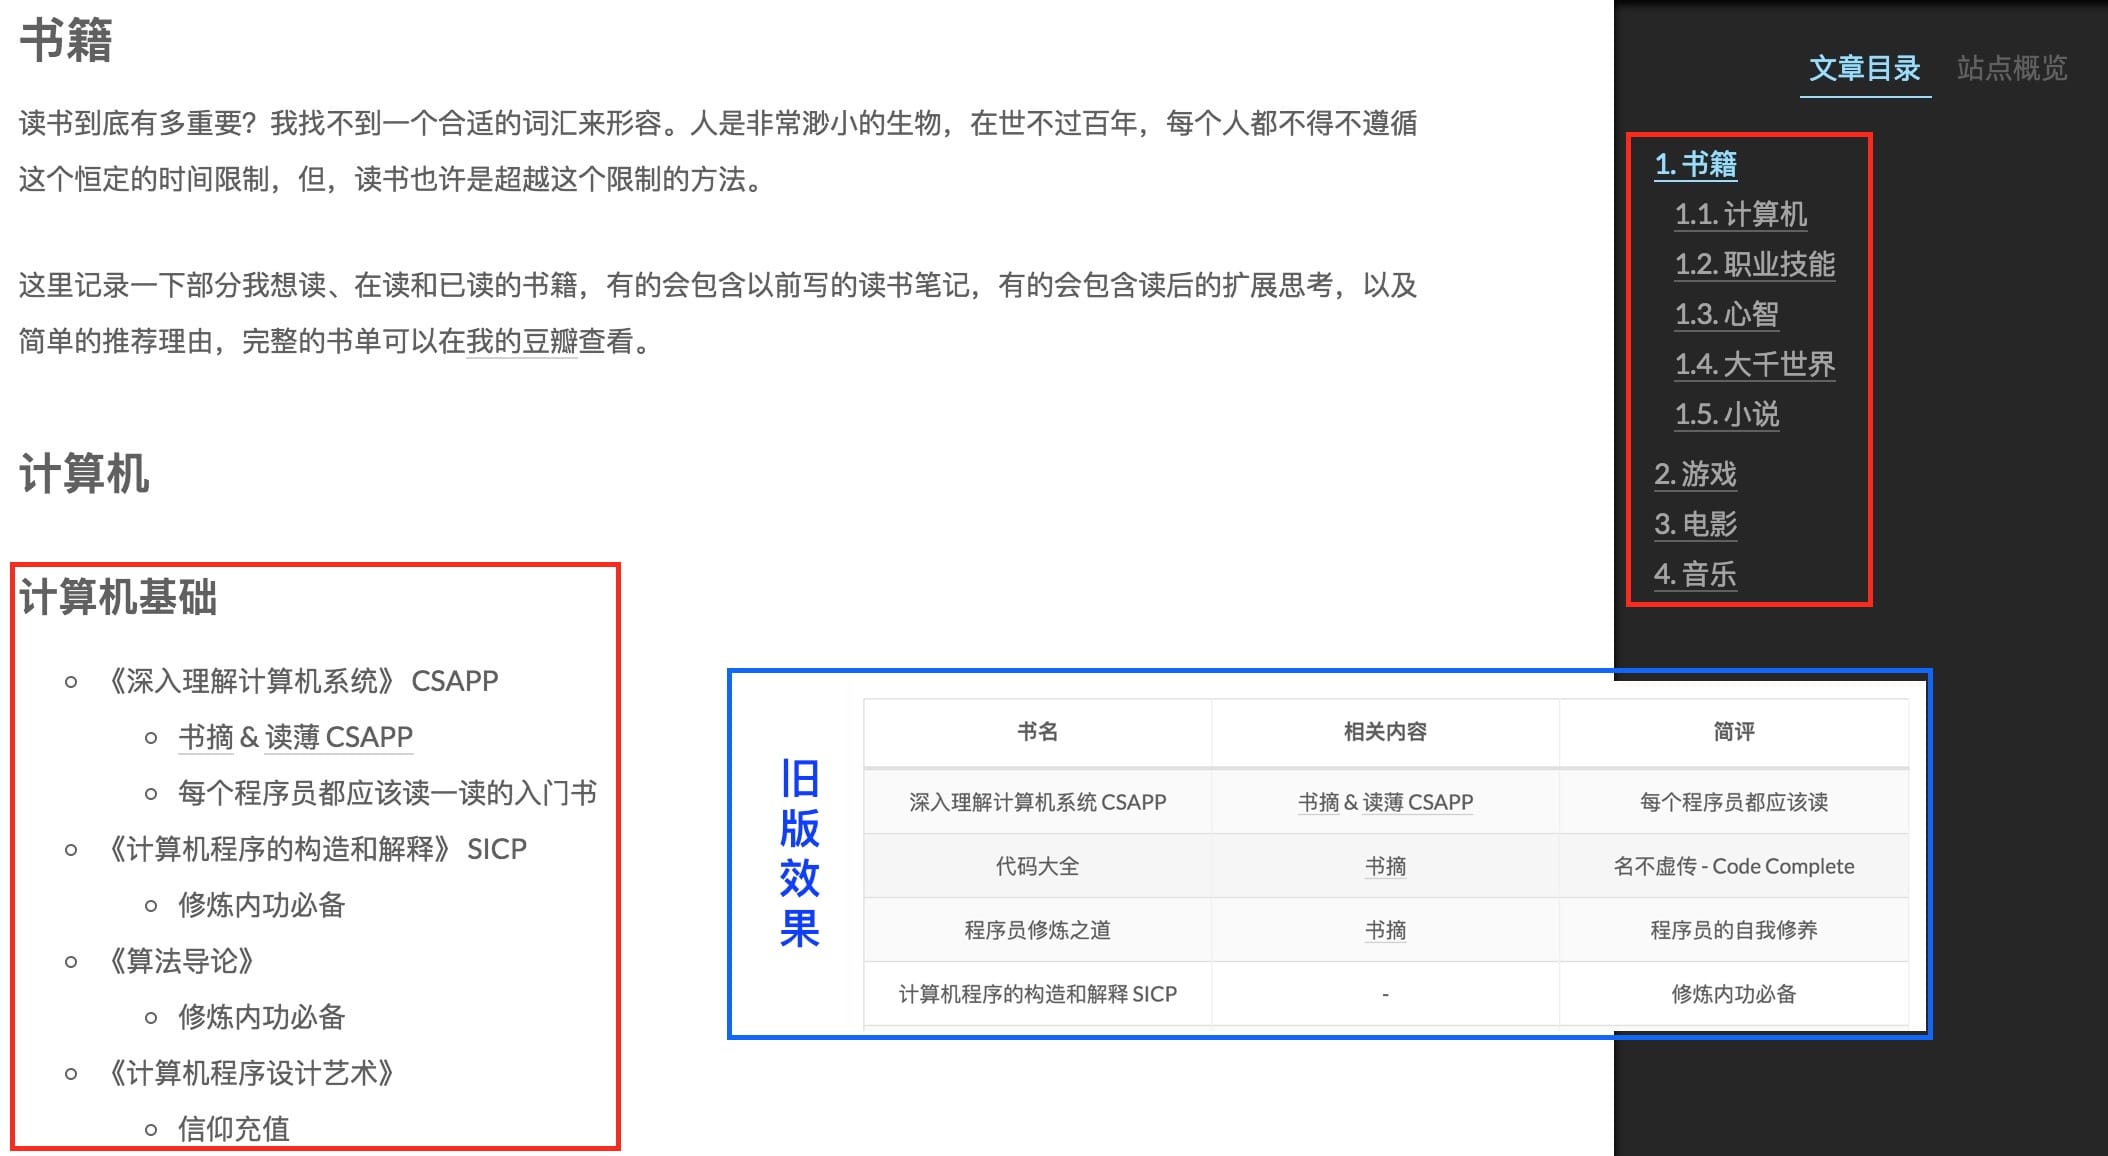 书籍
读书到底有多重要？我找不到一个合适的词汇来形容。人是非常渺小的生物，在世不过百年，每个人都不得不遵循
这个恒定的时间限制，但，读书也许是超越这个限制的方法。
这里记录一下部分我想读、在读和已读的书籍，有的会包含以前写的读书笔记，有的会包含读后的扩展思考，以及
简单的推荐理由，完整的书单可以在我的豆瓣查看。
计算机
计算机基础
《深入理解计算机系统》 CSAPP
书摘 & 读薄 CSAPP
每个程序员都应该读一读的入门书
《计算机程序的构造和解释》 SICP
修炼内功必备
《算法导论》
修炼内功必备
《计算机程序设计艺术》
信仰充值
旧版效果
书名 相关内容 简评
深入理解计算机系统 CSAPP 书摘 & 读薄 CSAPP 每个程序员都应该读
代码大全 书摘 名不虚传 - Code Complete
程序员修炼之道 书摘 程序员的自我修养
计算机程序的构造和解释 SICP - 修炼内功必备
文章目录 站点概览
1. 书籍
1.1. 计算机
1.2. 职业技能
1.3. 心智
1.4. 大千世界
1.5. 小说
2. 游戏
3. 电影
4. 音乐